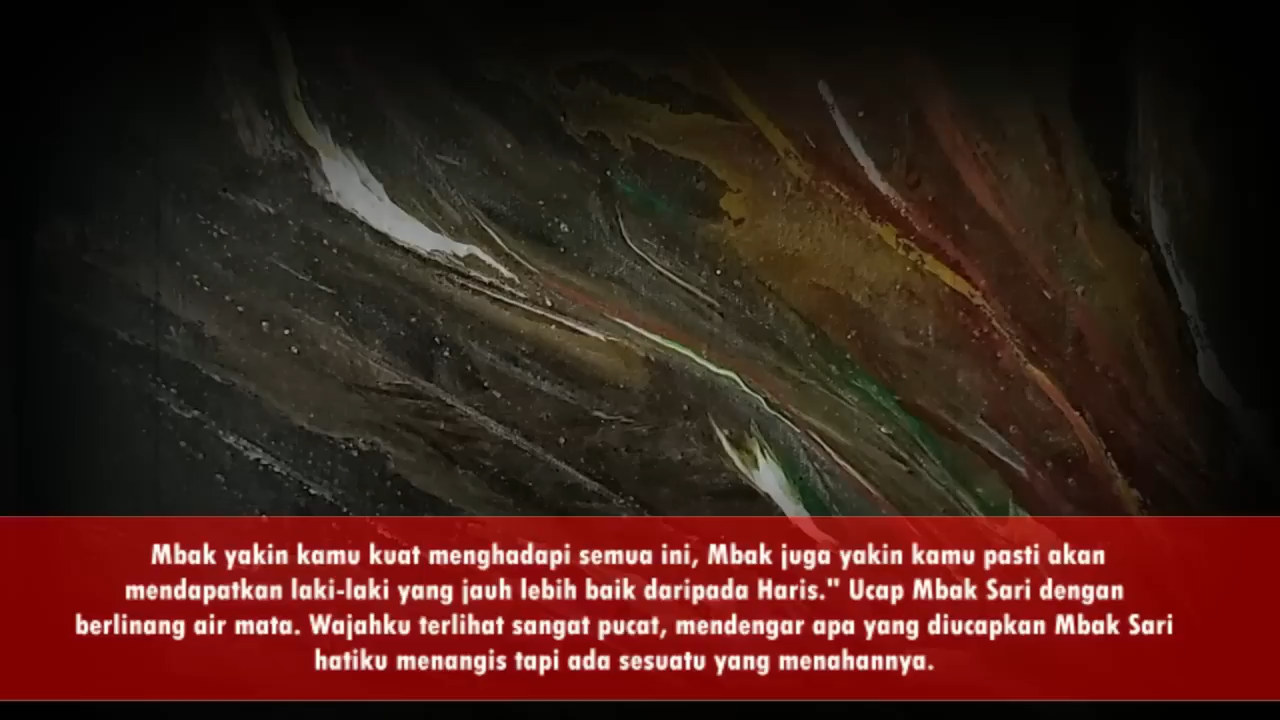 Mbak yakin kamu kuat menghadapi semua ini, Mbak juga yakin kamu pasti akan
mendapatkan laki-laki yang jauh lebih baik daripada Haris." Ucap Mbak Sari dengan
berlinang air mata. Wajahku terlihat sangat pucat, mendengar apa yang diucapkan Mbak Sari
hatiku menangis tapi ada sesuatu yang menahannya.